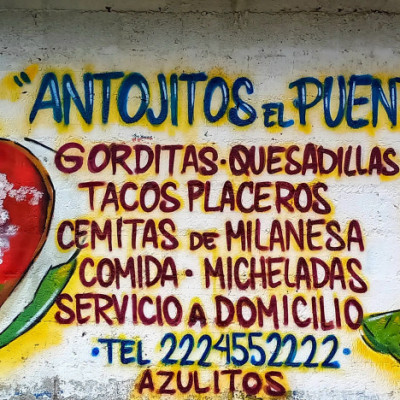 "ANTOJITOS EL PUEN
GORDITAS · QUESADILLAS
TACOS PLACEROS
CEMITAS DE MILANESA
COMIDA · MICHELADAS
SERVICIO A DOMICILIO
· TEL 2224552222 ·
AZULITOS